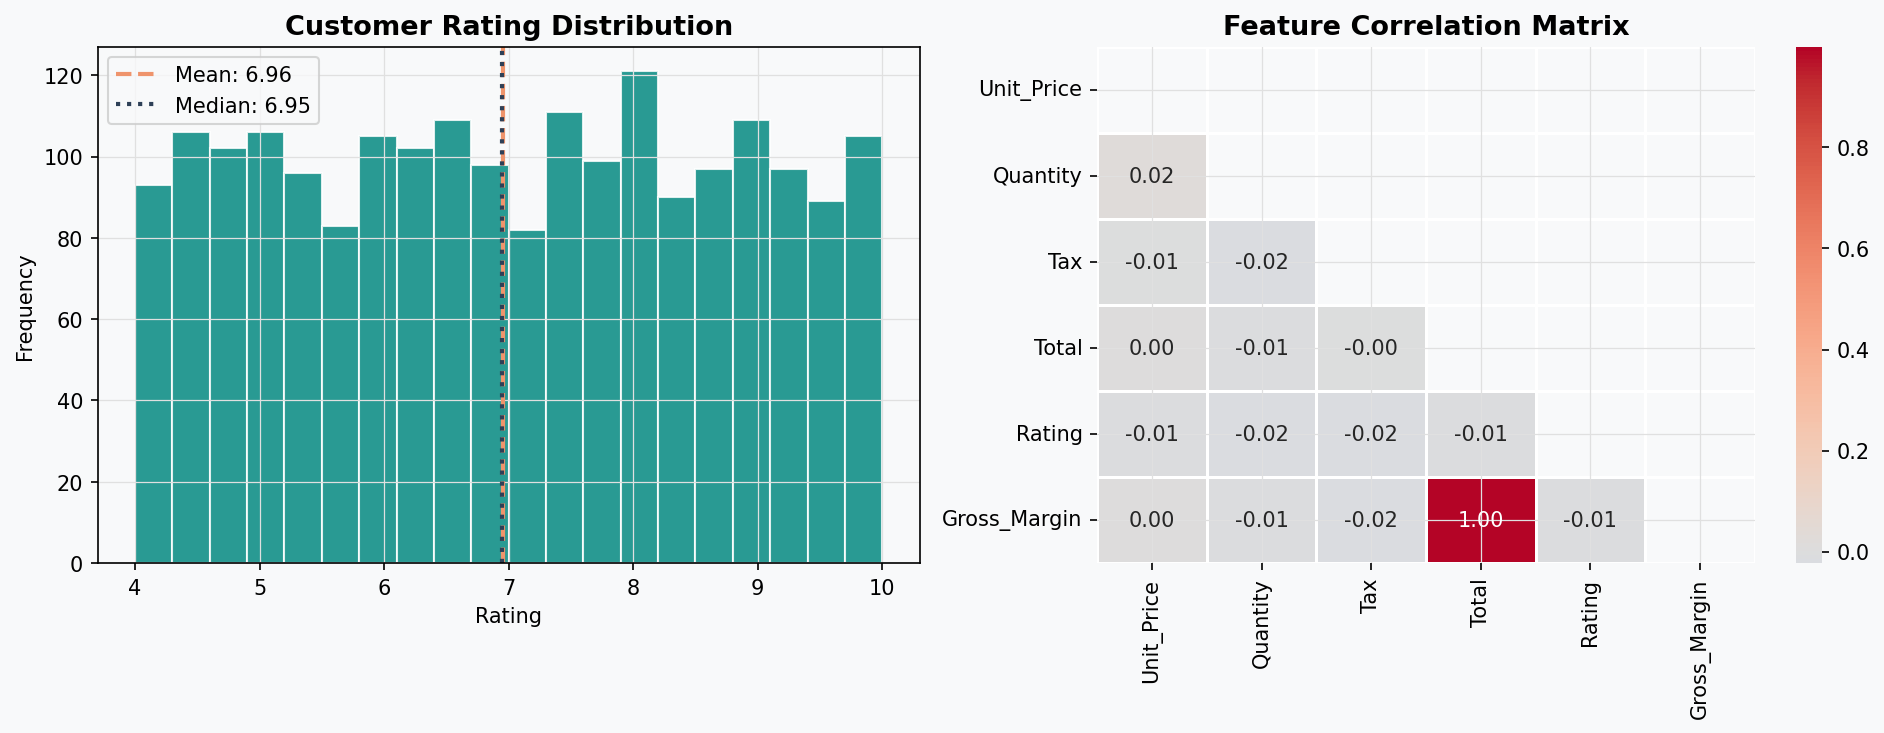 Customer Rating Distribution
Mean: 6.96
Median: 6.95
120
100
80
60
40
20
0
Frequency
4 5 6 7 8 9 10
Rating
Feature Correlation Matrix
Unit_Price
Quantity 0.02
Tax -0.01 -0.02
Total 0.00 -0.01 -0.00
Rating -0.01 -0.02 -0.02 -0.01
Gross_Margin 0.00 -0.01 -0.02 1.00 -0.01
Unit_Price Quantity Tax Total Rating Gross_Margin
0.8
0.6
0.4
0.2
0.0